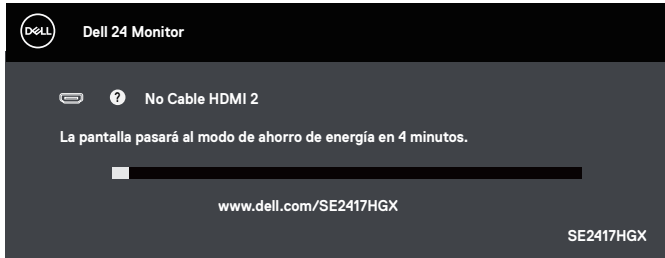 DELL
Dell 24 Monitor
? No Cable HDMI 2
La pantalla pasará al modo de ahorro de energía en 4 minutos.
www.dell.com/SE2417HGX
SE2417HGX